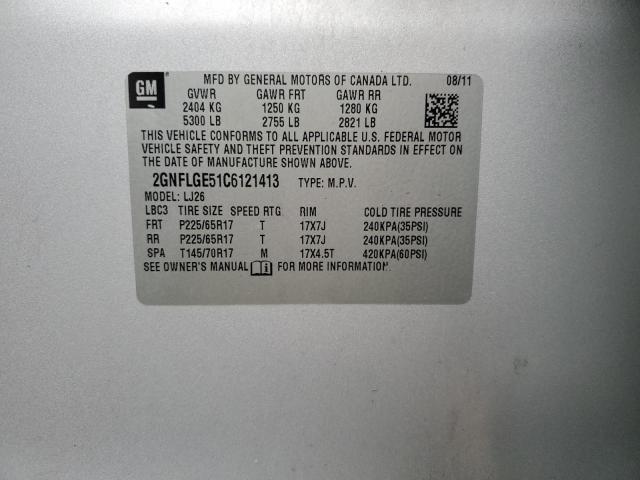 GM
MFD BY GENERAL MOTORS OF CANADA LTD. 08/11
GVWR GAWR FRT GAWR RR
2404 KG 1250 KG 1280 KG
5300 LB 2755 LB 2821 LB
THIS VEHICLE CONFORMS TO ALL APPLICABLE U.S. FEDERAL MOTOR
VEHICLE SAFETY AND THEFT PREVENTION STANDARDS IN EFFECT ON
THE DATE OF MANUFACTURE SHOWN ABOVE.
2GNFLGE51C6121413 TYPE: M.P.V.
MODEL: LJ26
LBC3 TIRE SIZE SPEED RTG RIM COLD TIRE PRESSURE
FRT P225/65R17 T 17X7J 240KPA(35PSI)
RR P225/65R17 T 17X7J 240KPA(35PSI)
SPA T145/70R17 M 17X4.5T 420KPA(60PSI)
SEE OWNER'S MANUAL FOR MORE INFORMATION.